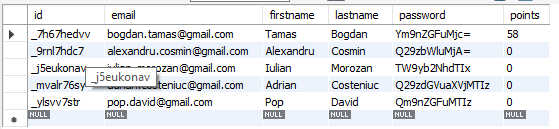 id email firstname lastname password points
_7h67hedvv bogdan.tamas@gmail.com Tamas Bogdan Ym9nZGFuMjc= 58
_9rnl7hdc7 alexandru.cosmin@gmail.com Alexandru Cosmin Q29zbWluMjA= 0
_j5eukonav morozan@gmail.com Iulian Morozan TW9yb2NhdTIx 0
_j5eukonav
_mvalr76sy costeniuc@gmail.com Adrian Costeniuc Q29zdGVuaXVjMTIz 0
_ylsvv7str pop.david@gmail.com Pop David Qm9nZGFuMTIz 0
NULL NULL NULL NULL NULL NULL